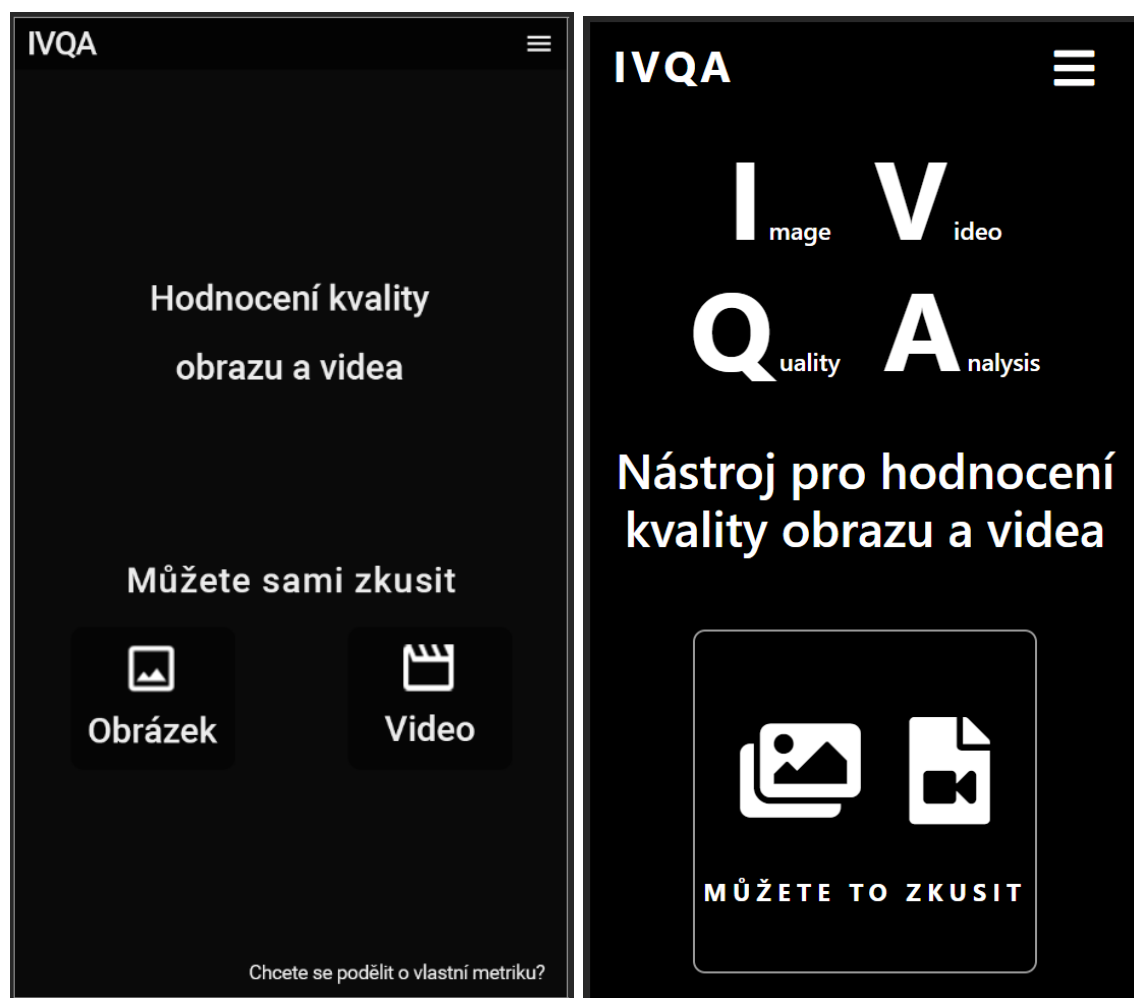 IVQA
Hodnocení kvality
obrazu a videa
Můžete sami zkusit
Obrázek Video
Chcete se podělit o vlastní metriku?
IVQA
Image Video
Quality Analysis
Nástroj pro hodnocení
kvality obrazu a videa
MŮŽETE TO ZKUSIT